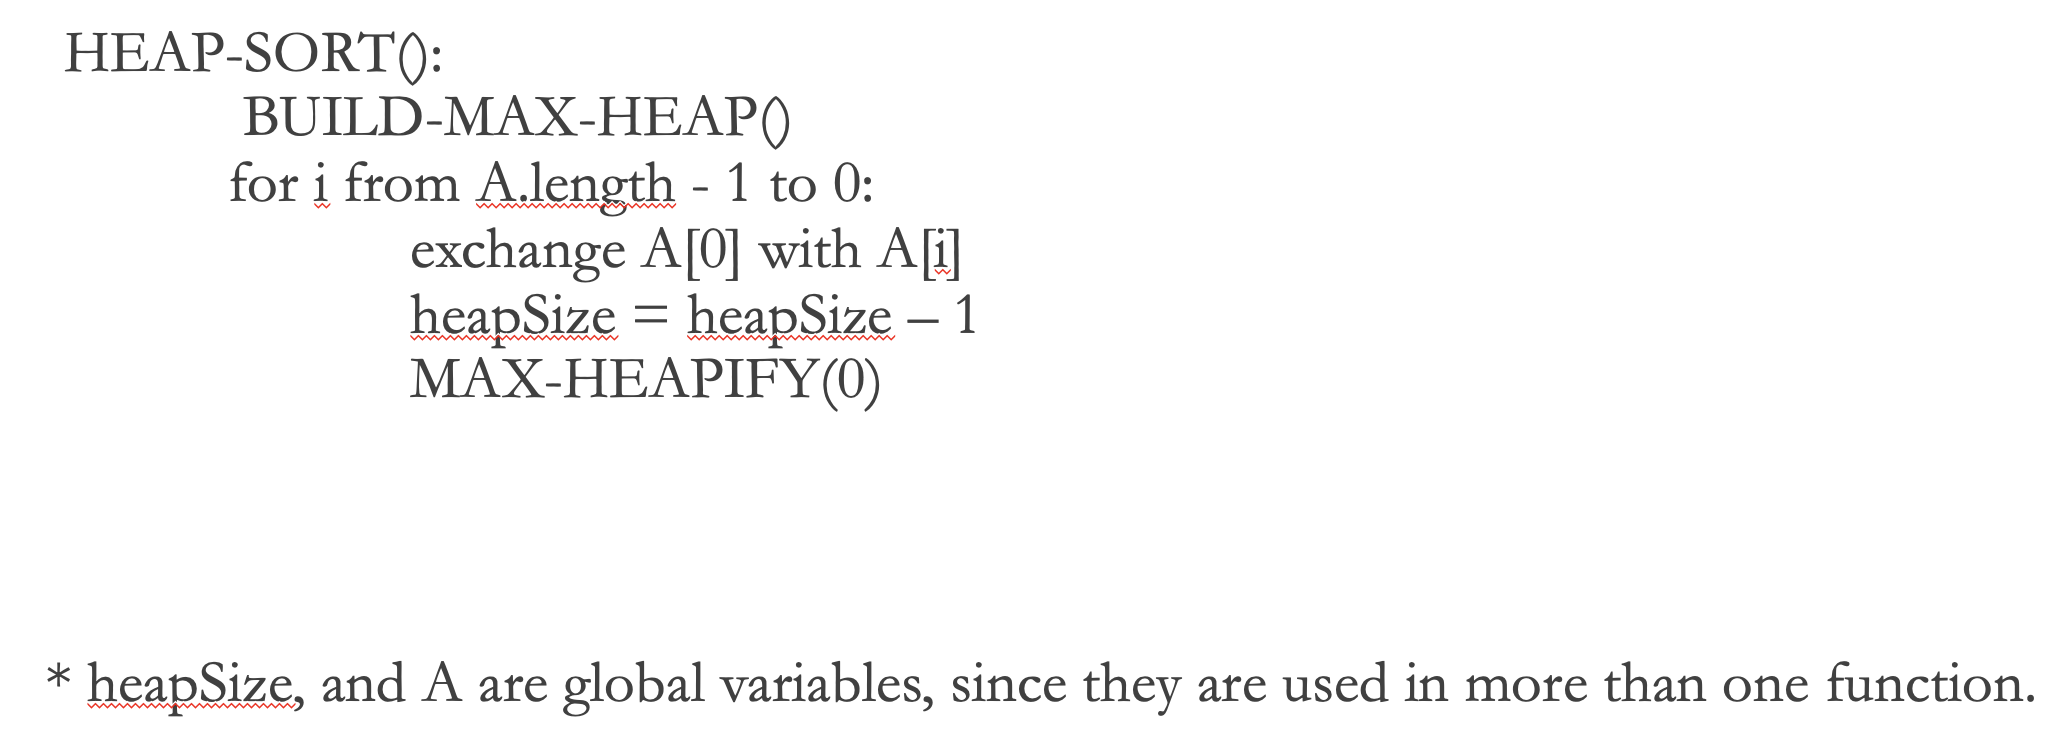 HEAP-SORT():
BUILD-MAX-HEAP()
for i from A.length - 1 to 0:
exchange A[0] with A[i]
heapSize = heapSize – 1
MAX-HEAPIFY(0)
* heapSize, and A are global variables, since they are used in more than one function.